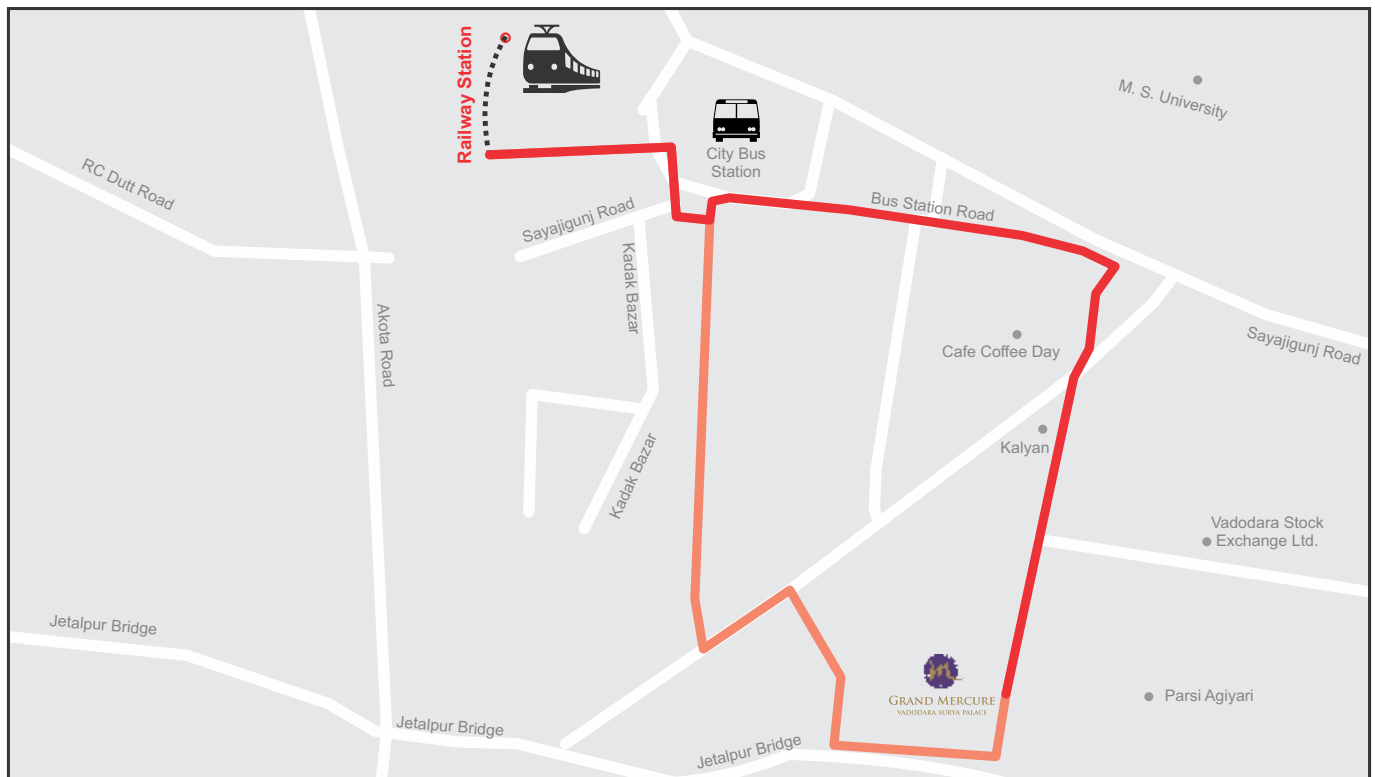 Railway Station
M. S. University
City Bus
Station
RC Dutt Road
Bus Station Road
Sayajigunj Road
Kadak Bazar
Akota Road
Cafe Coffee Day
Sayajigunj Road
Kalyan
Kadak Bazar
Vadodara Stock
Exchange Ltd.
Jetalpur Bridge
GRAND MERCURE
VADODARA SURYA PALACE
Parsi Agiyari
Jetalpur Bridge
Jetalpur Bridge